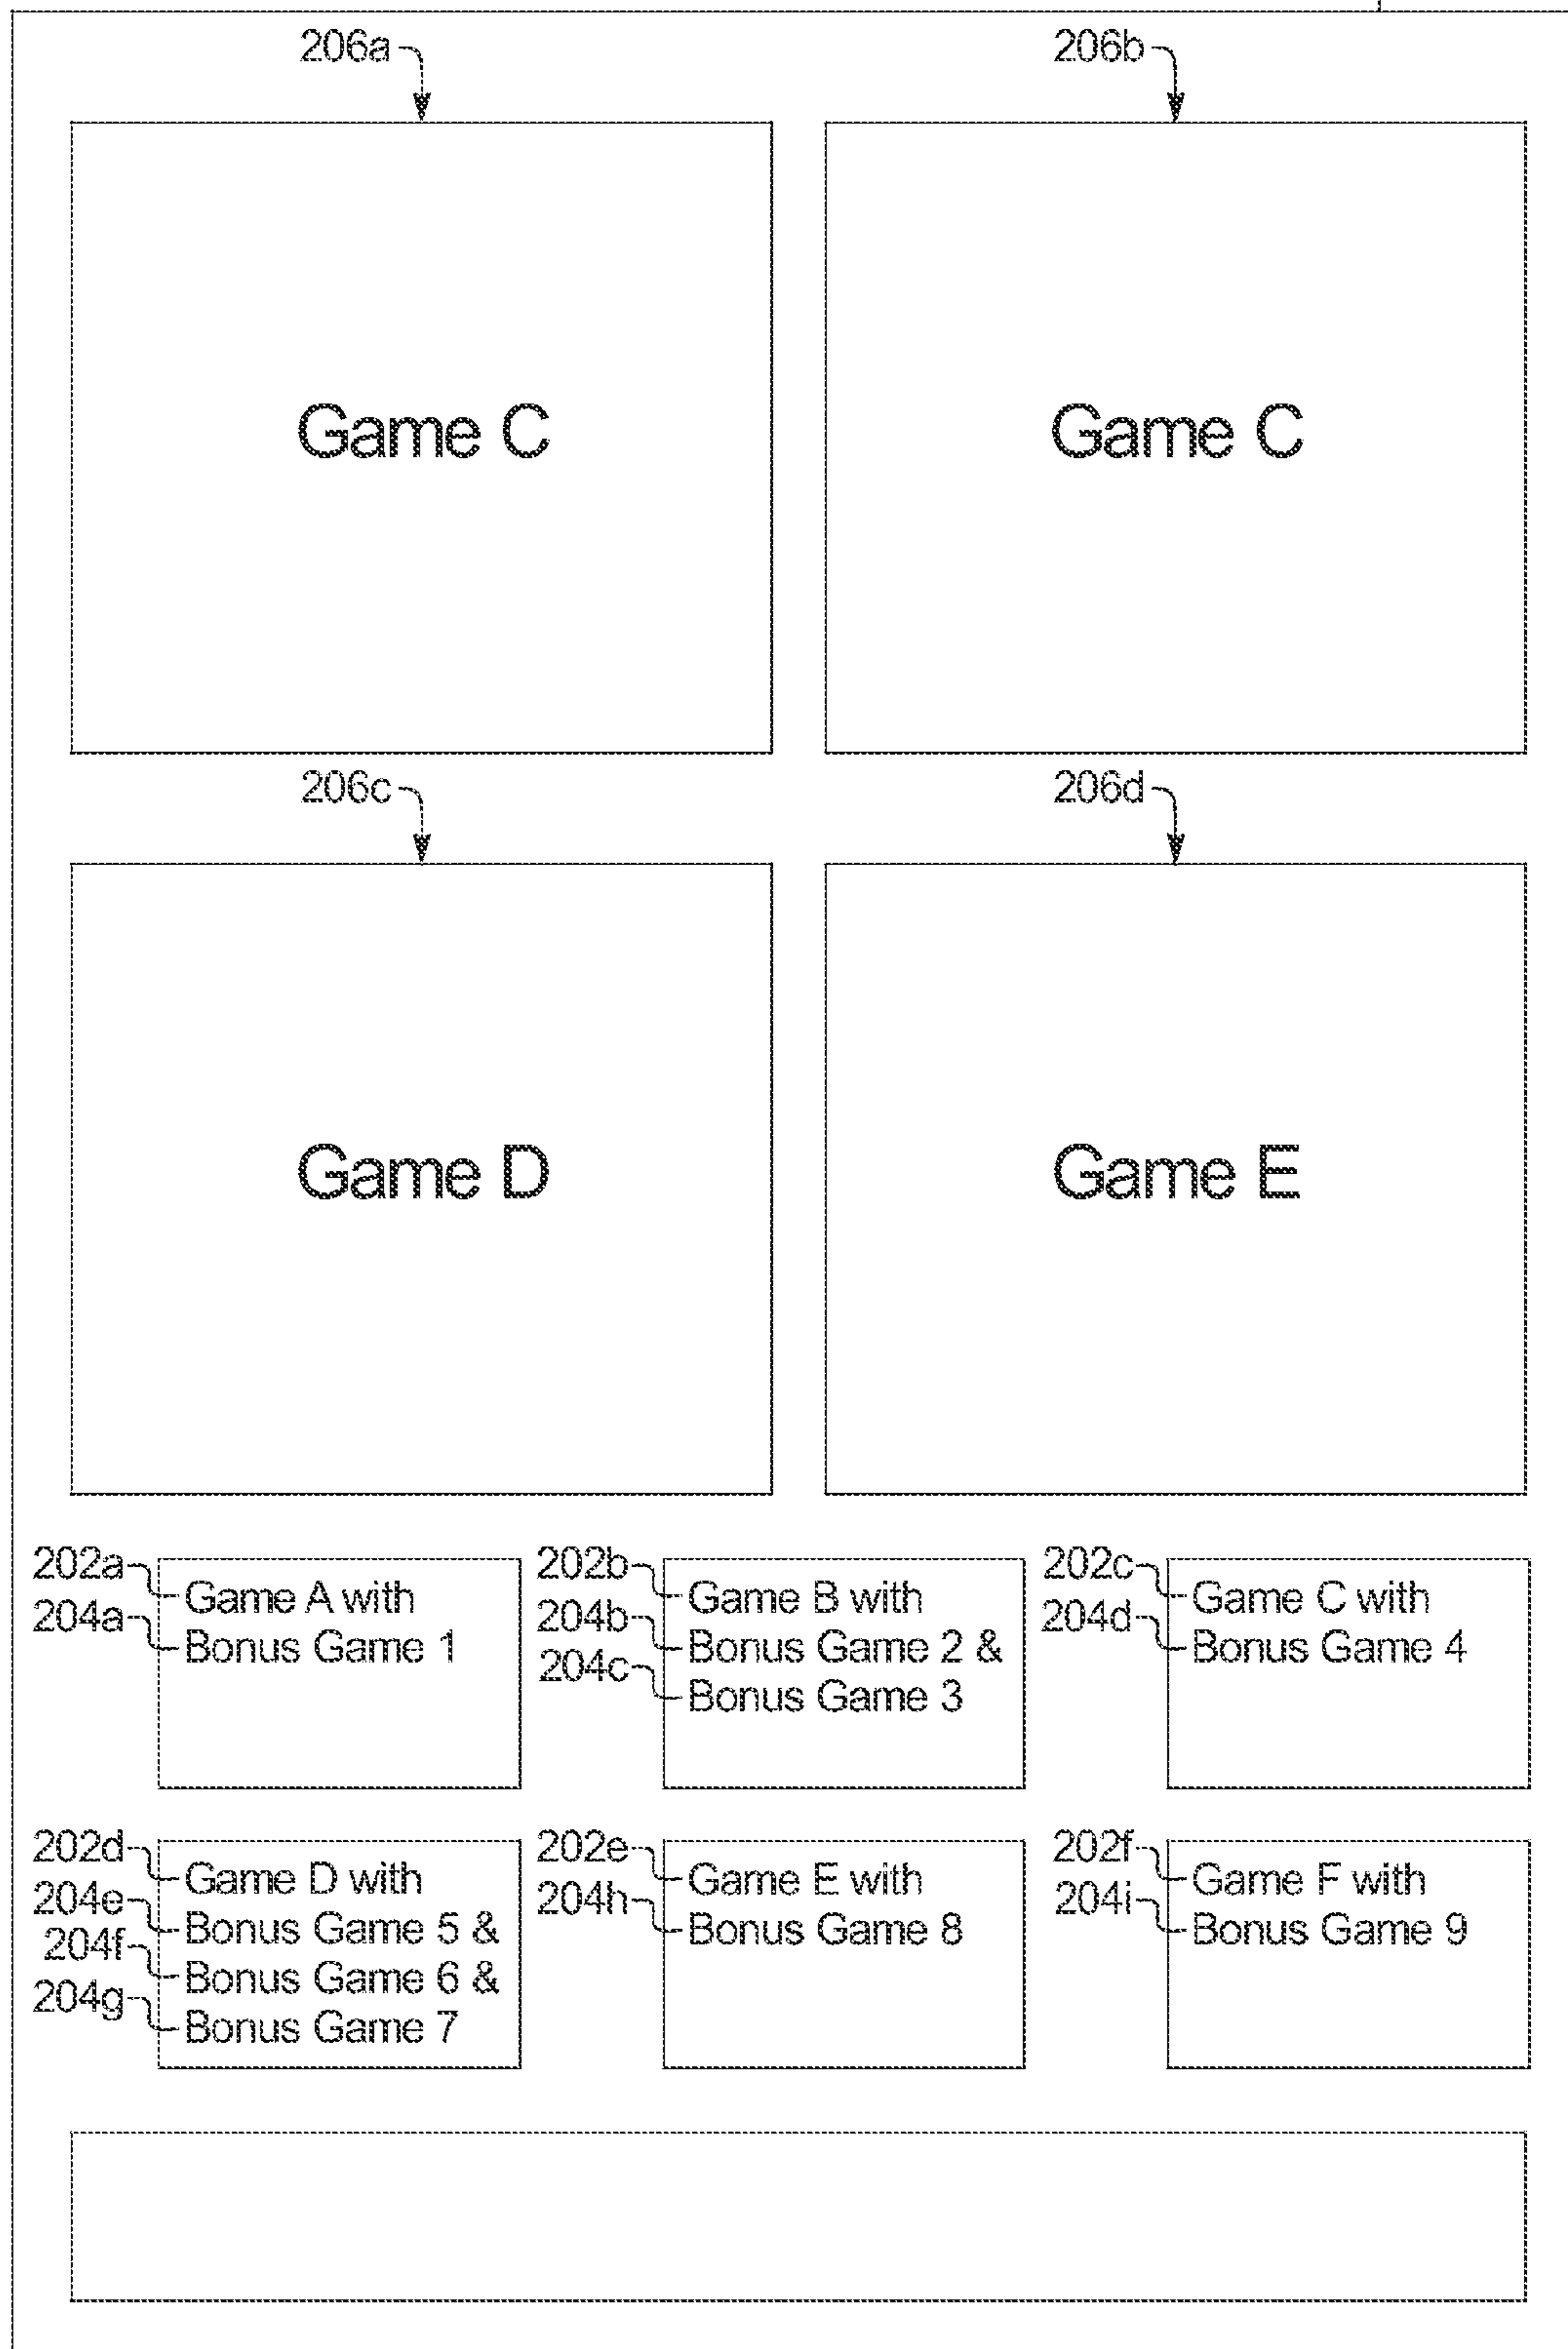 206a
206b
Game C
Game C
206c
206d
Game D
Game E
202a
Game A with
204a
Bonus Game 1
202b
Game B with
204b
Bonus Game 2 &
204c
Bonus Game 3
202c
Game C with
204d
Bonus Game 4
202d
Game D with
204e
Bonus Game 5 &
204f
Bonus Game 6 &
204g
Bonus Game 7
202e
Game E with
204h
Bonus Game 8
202f
Game F with
204i
Bonus Game 9